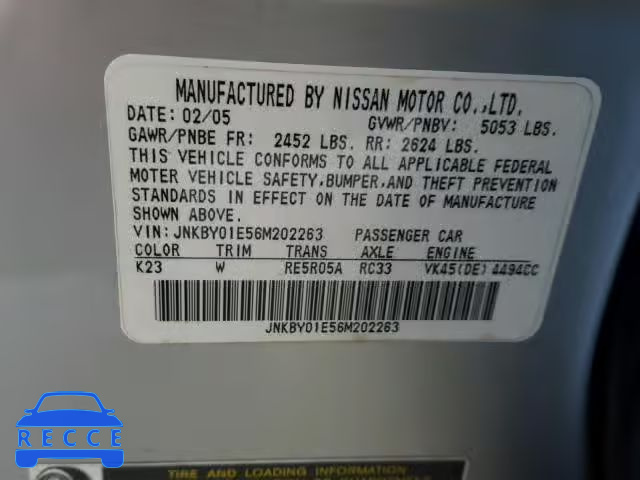 MANUFACTURED BY NISSAN MOTOR CO.,LTD.
DATE: 02/05 GVWR/PNBV: 5053 LBS.
GAWR/PNBE FR: 2452 LBS. RR: 2624 LBS.
THIS VEHICLE CONFORMS TO ALL APPLICABLE FEDERAL
MOTER VEHICLE SAFETY,BUMPER,AND THEFT PREVENTION
STANDARDS IN EFFECT ON THE DATE OF MANUFACTURE
SHOWN ABOVE.
VIN:JNKBY01E56M202263 PASSENGER CAR
COLOR TRIM TRANS AXLE ENGINE
K23 W RE5R05A RC33 VK45(DE) 4494CC
JNKBY01E56M202263
RECCE
TIRE AND LOADING INFORMATION